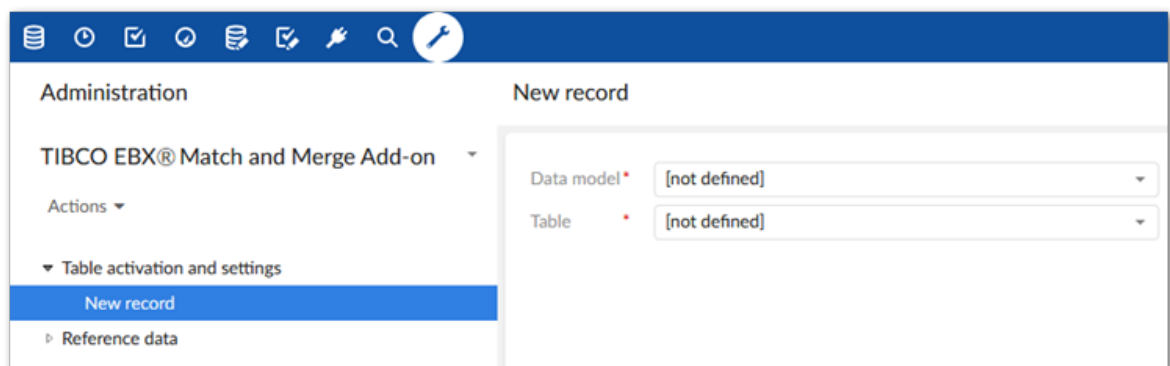 Administration
New record
TIBCO EBX® Match and Merge Add-on
Actions
Data model* [not defined]
Table * [not defined]
Table activation and settings
New record
Reference data